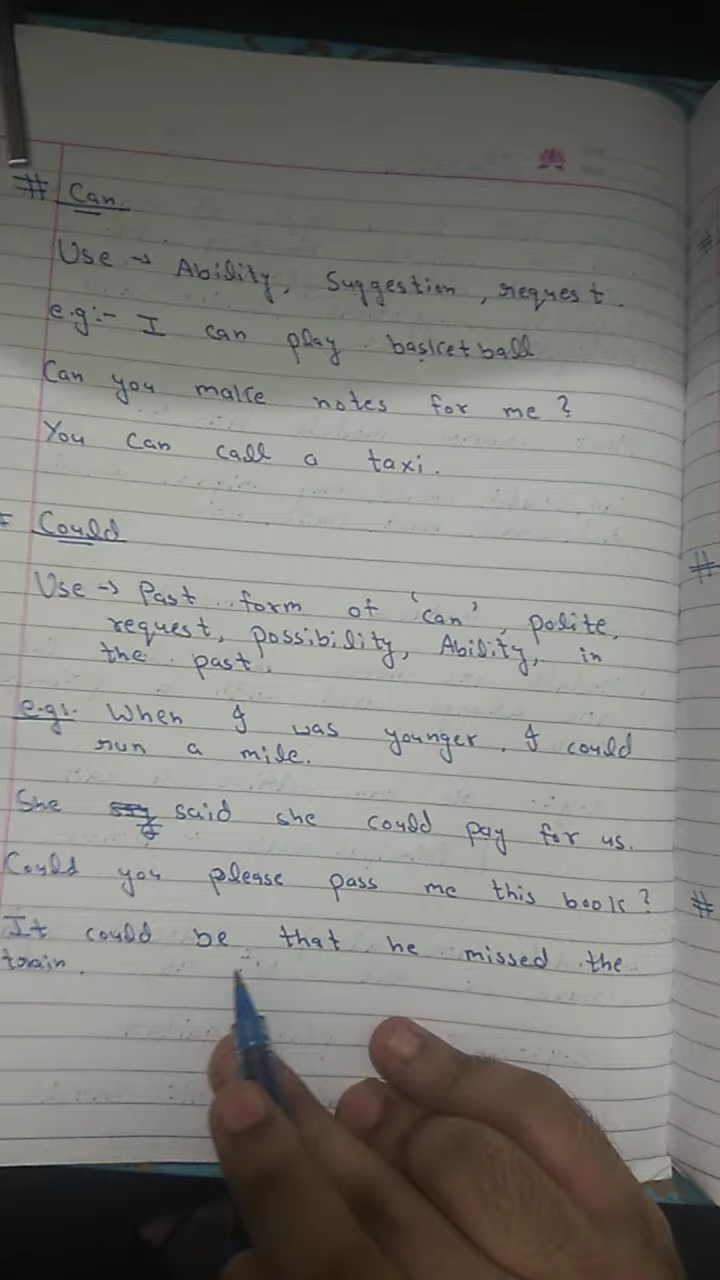 # Can.
Use → Ability, Suggestion, request.
e.g:- I can play basketball
Can you make notes for me?
You can call a taxi.
# Could
Use → Past form of 'can', polite,
request, possibility, Ability, in
the past.
e.g:. When I was younger. I could
run a mile.
She said she could pay for us.
Could you please pass me this book?
It could be that he missed the
train.
#
#
#